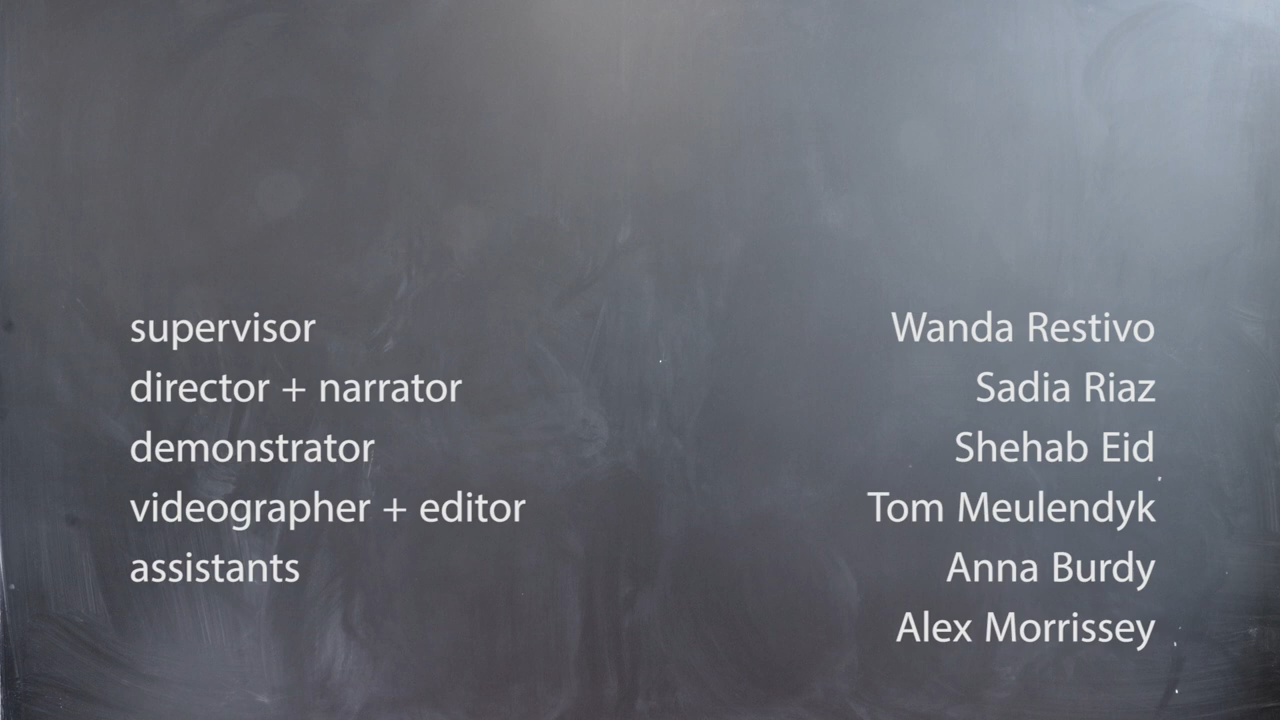 supervisor Wanda Restivo
director + narrator Sadia Riaz
demonstrator Shehab Eid
videographer + editor Tom Meulendyk
assistants Anna Burdy
Alex Morrissey